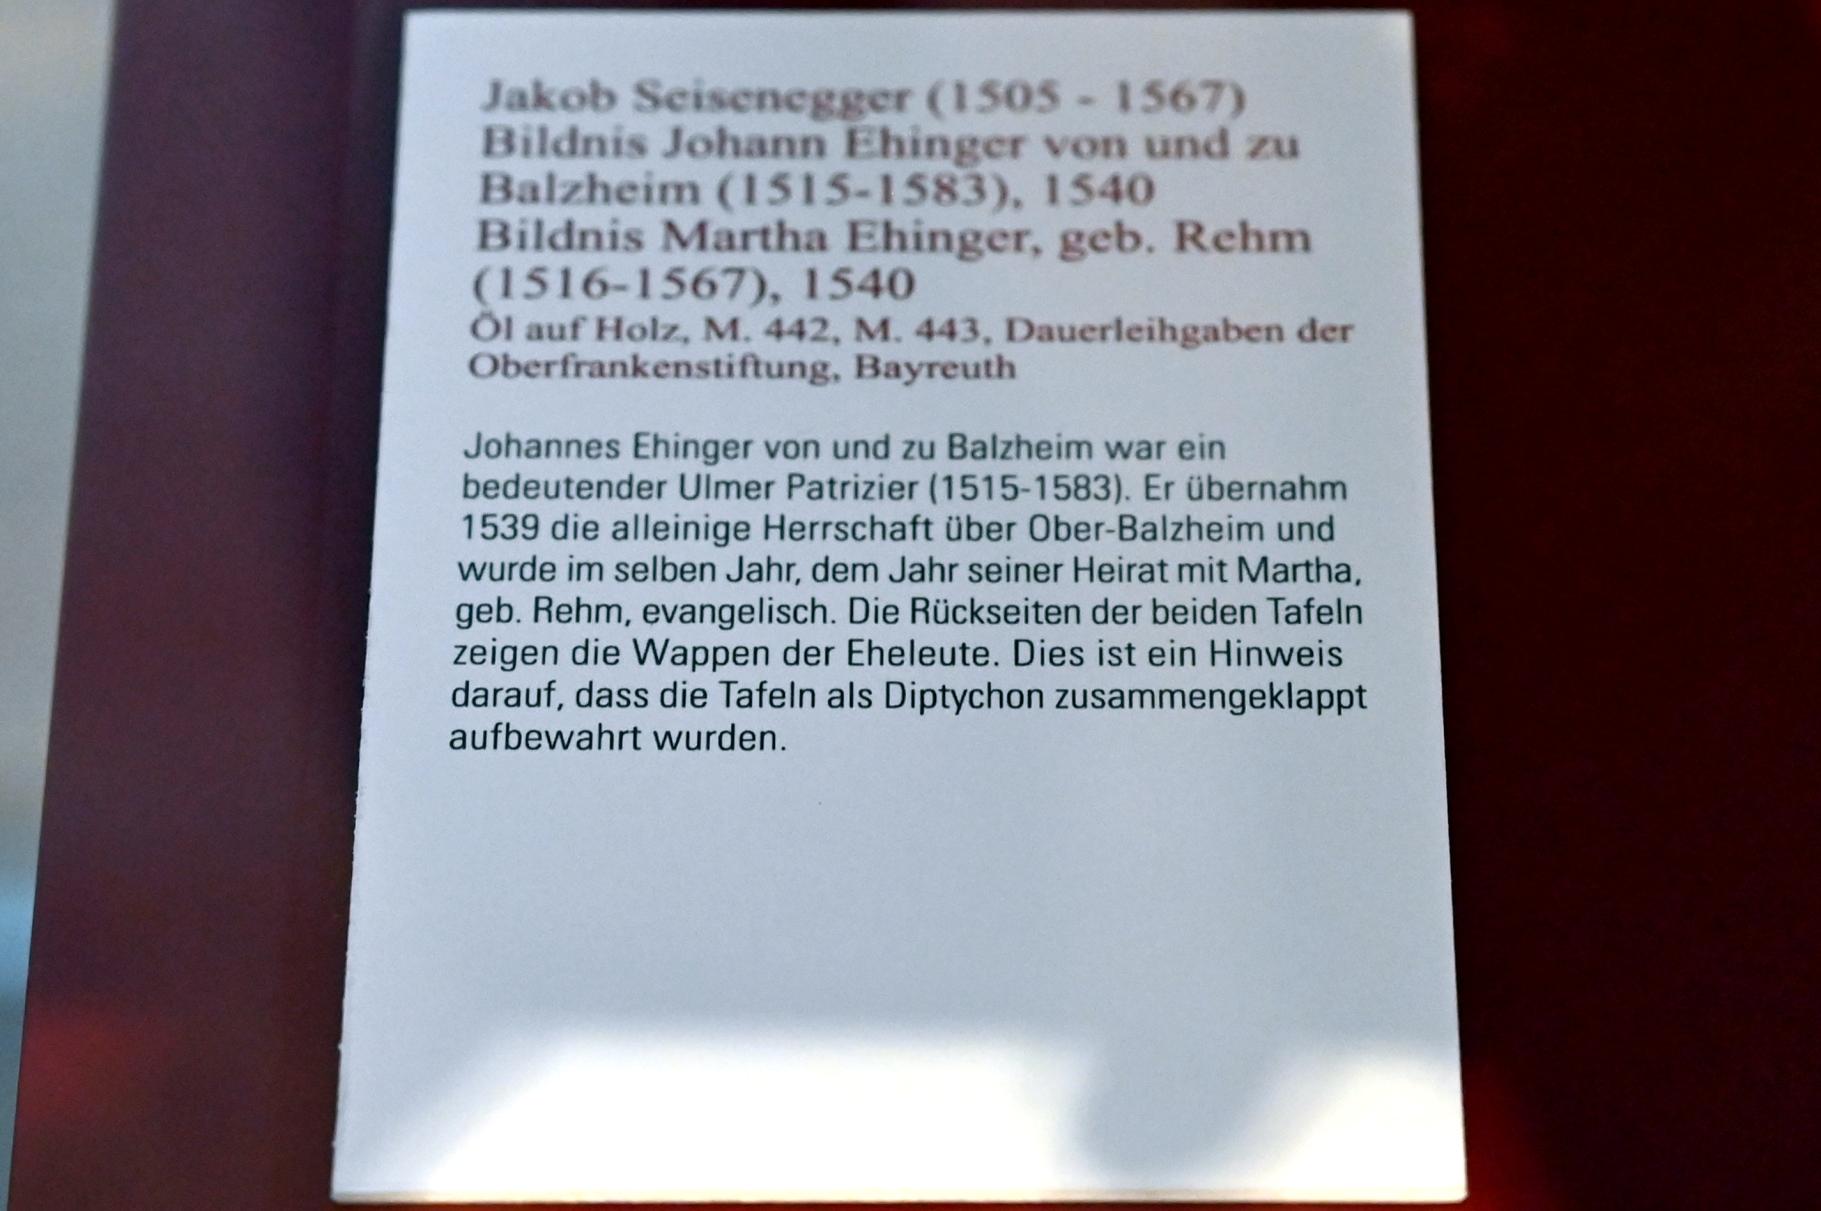 Jakob Seisenegger (1505 - 1567)
Bildnis Johann Ehinger von und zu
Balzheim (1515-1583), 1540
Bildnis Martha Ehinger, geb. Rehm
(1516-1567), 1540
Öl auf Holz, M. 442, M. 443, Dauerleihgaben der
Oberfrankenstiftung, Bayreuth
Johannes Ehinger von und zu Balzheim war ein
bedeutender Ulmer Patrizier (1515-1583). Er übernahm
1539 die alleinige Herrschaft über Ober-Balzheim und
wurde im selben Jahr, dem Jahr seiner Heirat mit Martha,
geb. Rehm, evangelisch. Die Rückseiten der beiden Tafeln
zeigen die Wappen der Eheleute. Dies ist ein Hinweis
darauf, dass die Tafeln als Diptychon zusammengeklappt
aufbewahrt wurden.